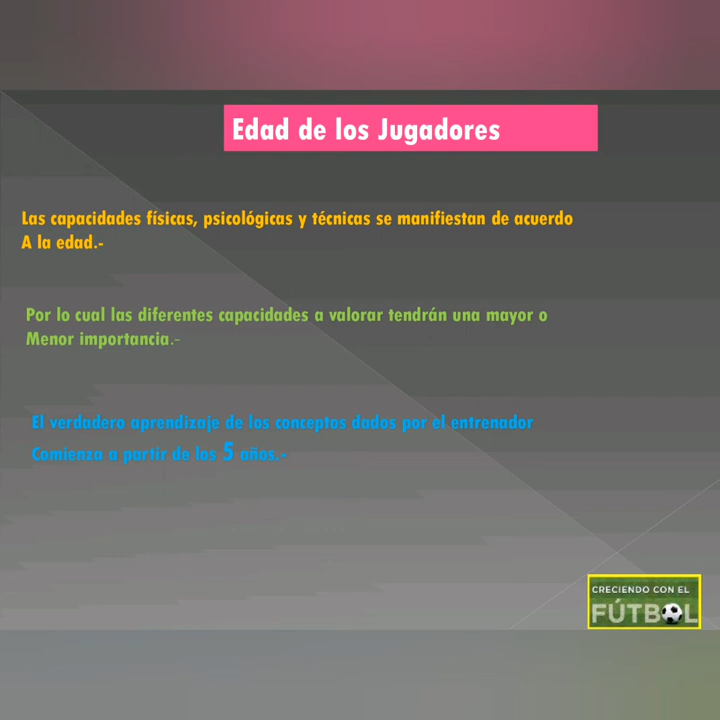 Edad de los Jugadores
Las capacidades físicas, psicológicas y técnicas se manifiestan de acuerdo
A la edad.-
Por lo cual las diferentes capacidades a valorar tendrán una mayor o
Menor importancia.-
El verdadero aprendizaje de los conceptos dados por el entrenador
Comienza a partir de los 5 años.-
CRECIENDO CON EL
FÚTBOL